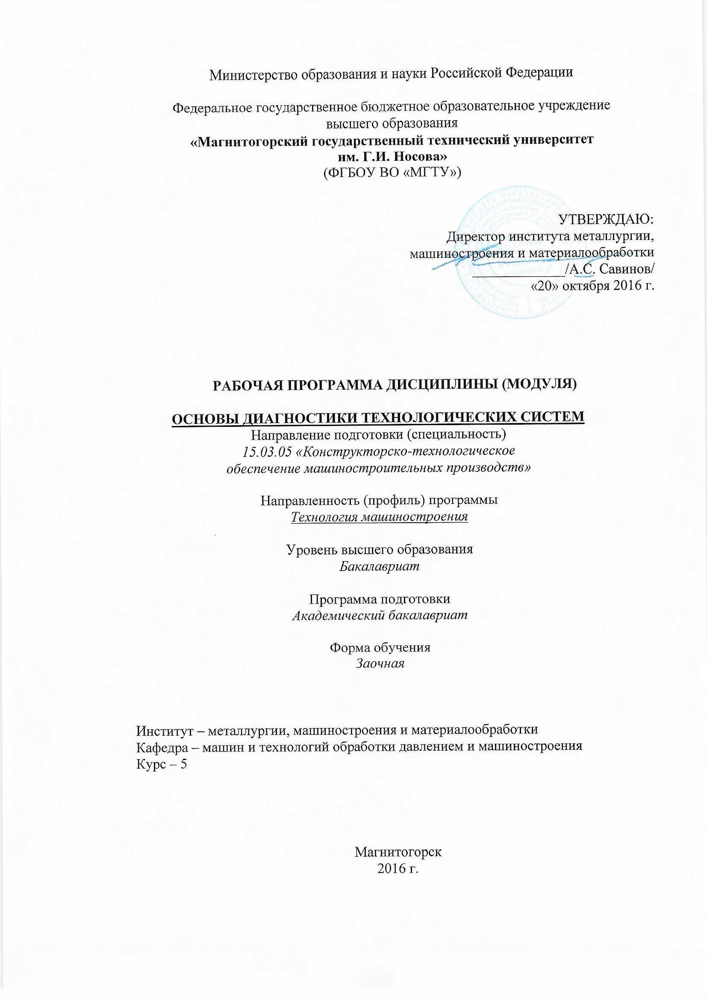 Министерство образования и науки Российской Федерации
Федеральное государственное бюджетное образовательное учреждение
высшего образования
«Магнитогорский государственный технический университет
им. Г.И. Носова»
(ФГБОУ ВО «МГТУ»)
УТВЕРЖДАЮ:
Директор института металлургии,
машиностроения и материалообработки
_____________/А.С. Савинов/
«20» октября 2016 г.
РАБОЧАЯ ПРОГРАММА ДИСЦИПЛИНЫ (МОДУЛЯ)
ОСНОВЫ ДИАГНОСТИКИ ТЕХНОЛОГИЧЕСКИХ СИСТЕМ
Направление подготовки (специальность)
15.03.05 «Конструкторско-технологическое
обеспечение машиностроительных производств»
Направленность (профиль) программы
Технология машиностроения
Уровень высшего образования
Бакалавриат
Программа подготовки
Академический бакалавриат
Форма обучения
Заочная
Институт – металлургии, машиностроения и материалообработки
Кафедра – машин и технологий обработки давлением и машиностроения
Курс – 5
Магнитогорск
2016 г.